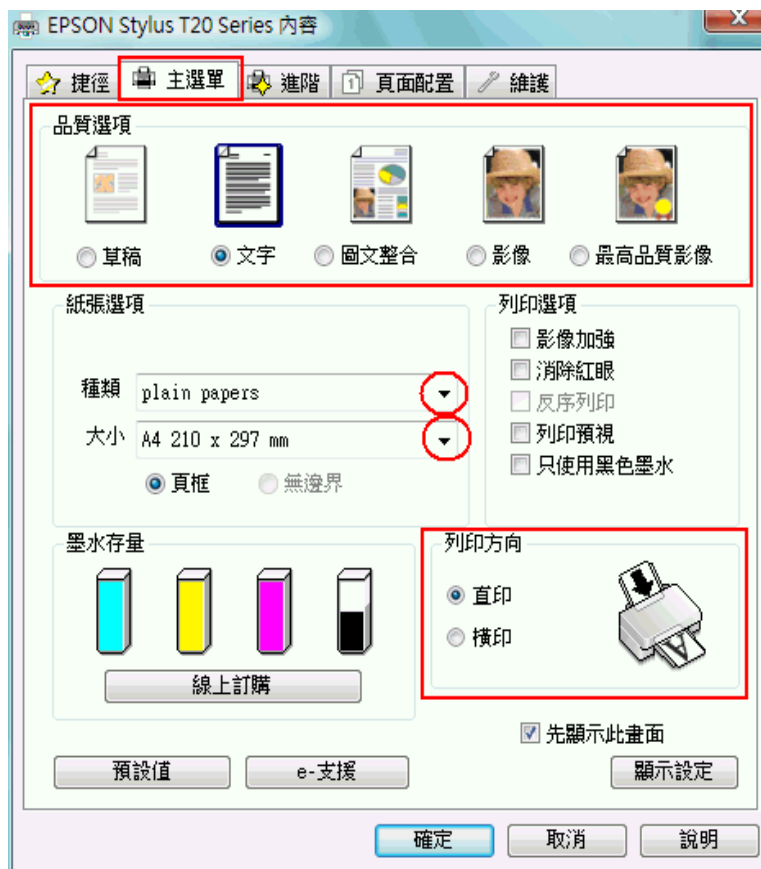 EPSON Stylus T20 Series 內容
捷徑 主選單 進階 頁面配置 維護
品質選項
草稿 文字 圖文整合 影像 最高品質影像
紙張選項
種類 plain papers
大小 A4 210 x 297 mm
頁框 無邊界
列印選項
影像加強
消除紅眼
反序列印
列印預視
只使用黑色墨水
墨水存量
線上訂購
列印方向
直印
橫印
先顯示此畫面
預設值 e-支援 顯示設定
確定 取消 說明